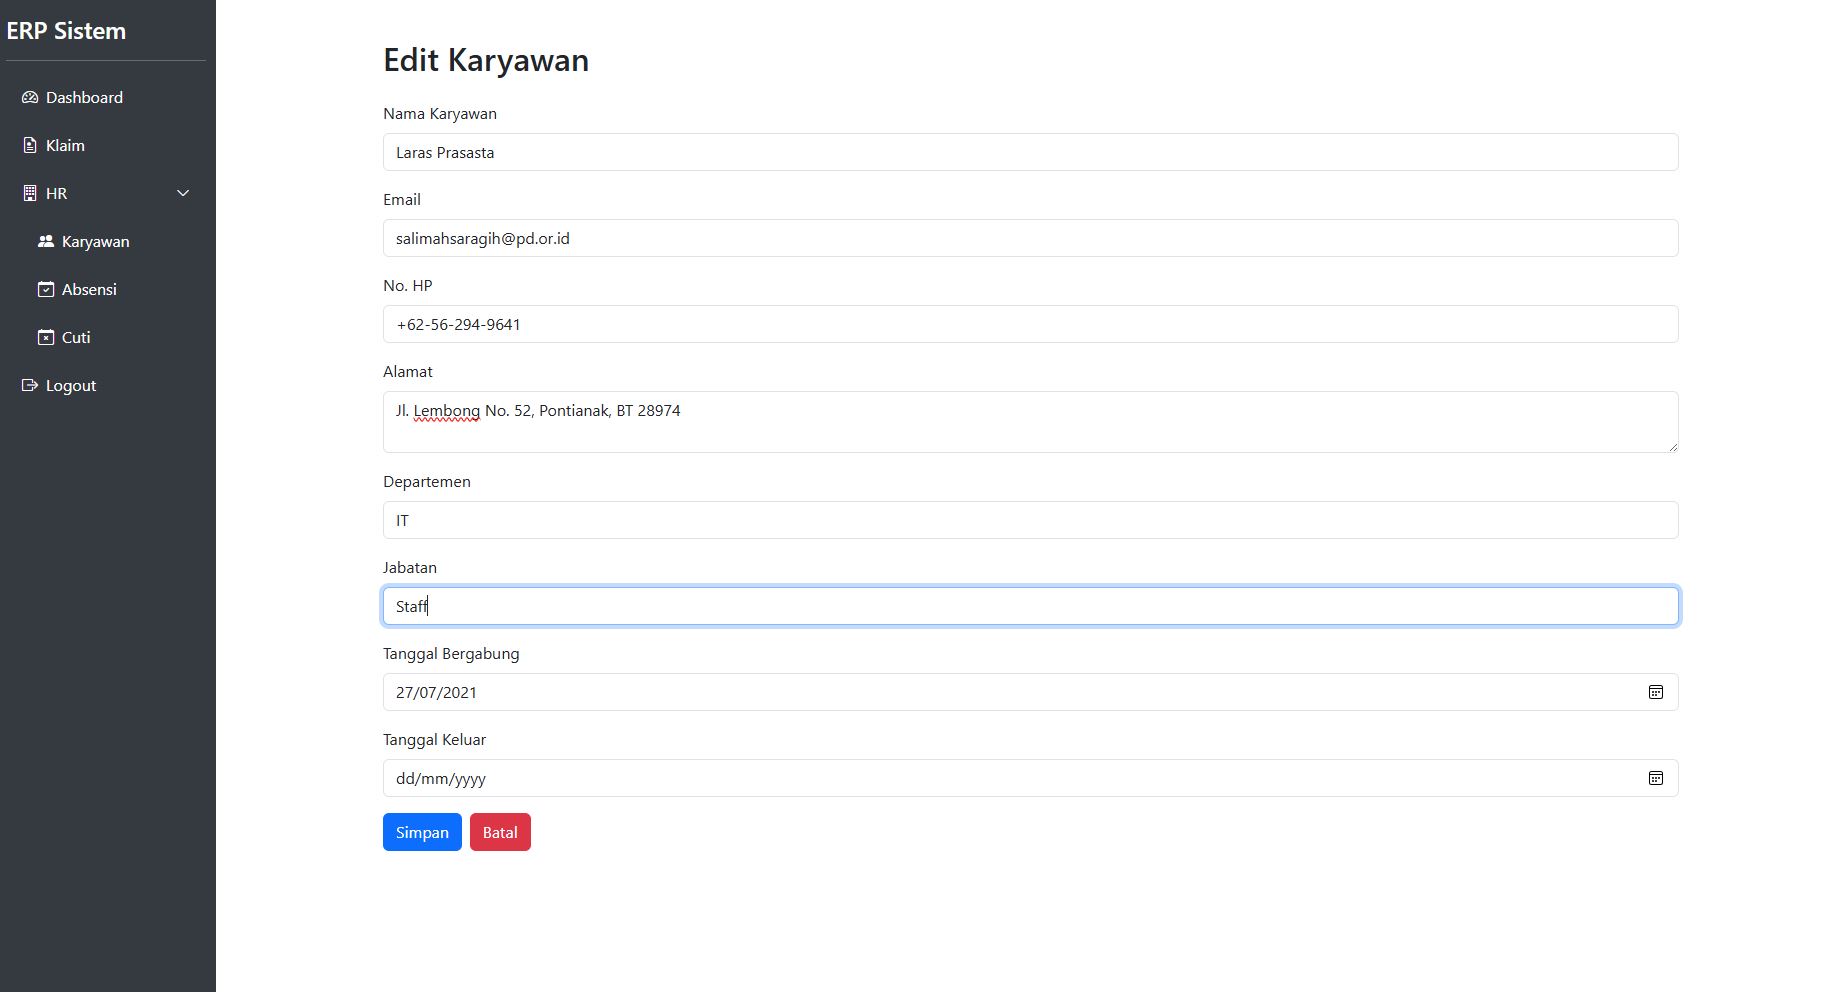 ERP Sistem
Dashboard
Klaim
HR
Karyawan
Absensi
Cuti
Logout
Edit Karyawan
Nama Karyawan
Laras Prasasta
Email
salimahsaragih@pd.or.id
No. HP
+62-56-294-9641
Alamat
Jl. Lembong No. 52, Pontianak, BT 28974
Departemen
IT
Jabatan
Staff
Tanggal Bergabung
27/07/2021
Tanggal Keluar
dd/mm/yyyy
Simpan Batal